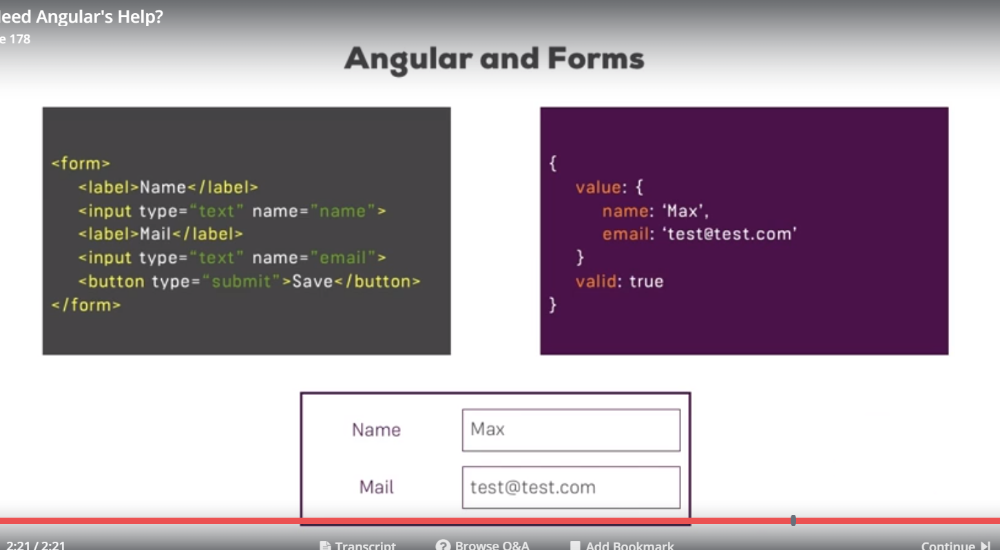 eed Angular's Help?
e 178
Angular and Forms
<form>
<label>Name</label>
<input type=“text” name=”name”>
<label>Mail</label>
<input type=“text” name=”email”>
<button type=“submit”>Save</button>
</form>
{
value: {
name: ‘Max’,
email: ‘test@test.com’
}
valid: true
}
Name Max
Mail test@test.com
2:21 / 2:21 Transcript Browse Q&A Add Bookmark Continue